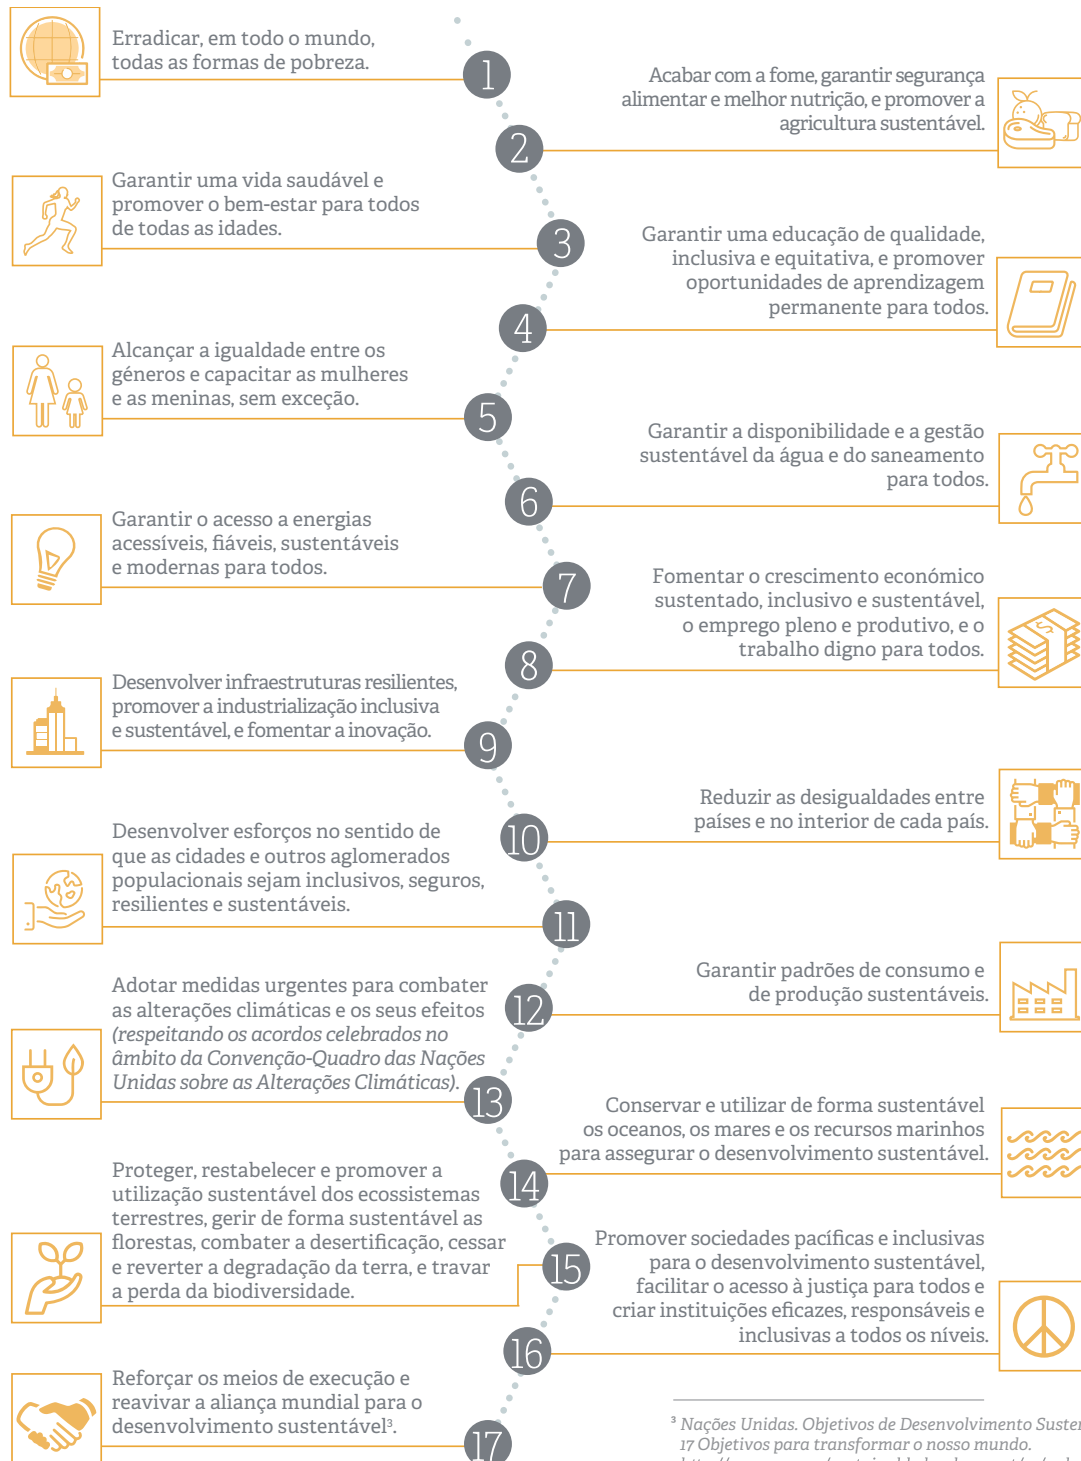 Erradicar, em todo o mundo,
todas as formas de pobreza.
1
Acabar com a fome, garantir segurança
alimentar e melhor nutrição, e promover a
agricultura sustentável.
2
Garantir uma vida saudável e
promover o bem-estar para todos
de todas as idades.
3
Garantir uma educação de qualidade,
inclusiva e equitativa, e promover
oportunidades de aprendizagem
permanente para todos.
4
Alcançar a igualdade entre os
géneros e capacitar as mulheres
e as meninas, sem exceção.
5
Garantir a disponibilidade e a gestão
sustentável da água e do saneamento
para todos.
6
Garantir o acesso a energias
acessíveis, fiáveis, sustentáveis
e modernas para todos.
7
Fomentar o crescimento económico
sustentado, inclusivo e sustentável,
o emprego pleno e produtivo, e o
trabalho digno para todos.
8
Desenvolver infraestruturas resilientes,
promover a industrialização inclusiva
e sustentável, e fomentar a inovação.
9
Reduzir as desigualdades entre
países e no interior de cada país.
10
Desenvolver esforços no sentido de
que as cidades e outros aglomerados
populacionais sejam inclusivos, seguros,
resilientes e sustentáveis.
11
Garantir padrões de consumo e
de produção sustentáveis.
12
Adotar medidas urgentes para combater
as alterações climáticas e os seus efeitos
(respeitando os acordos celebrados no
âmbito da Convenção-Quadro das Nações
Unidas sobre as Alterações Climáticas).
13
Conservar e utilizar de forma sustentável
os oceanos, os mares e os recursos marinhos
para assegurar o desenvolvimento sustentável.
14
Proteger, restabelecer e promover a
utilização sustentável dos ecossistemas
terrestres, gerir de forma sustentável as
florestas, combater a desertificação, cessar
e reverter a degradação da terra, e travar
a perda da biodiversidade.
15
Promover sociedades pacíficas e inclusivas
para o desenvolvimento sustentável,
facilitar o acesso à justiça para todos e
criar instituições eficazes, responsáveis e
inclusivas a todos os níveis.
16
Reforçar os meios de execução e
reavivar a aliança mundial para o
desenvolvimento sustentável³.
17
³ Nações Unidas. Objetivos de Desenvolvimento Susten
17 Objetivos para transformar o nosso mundo.